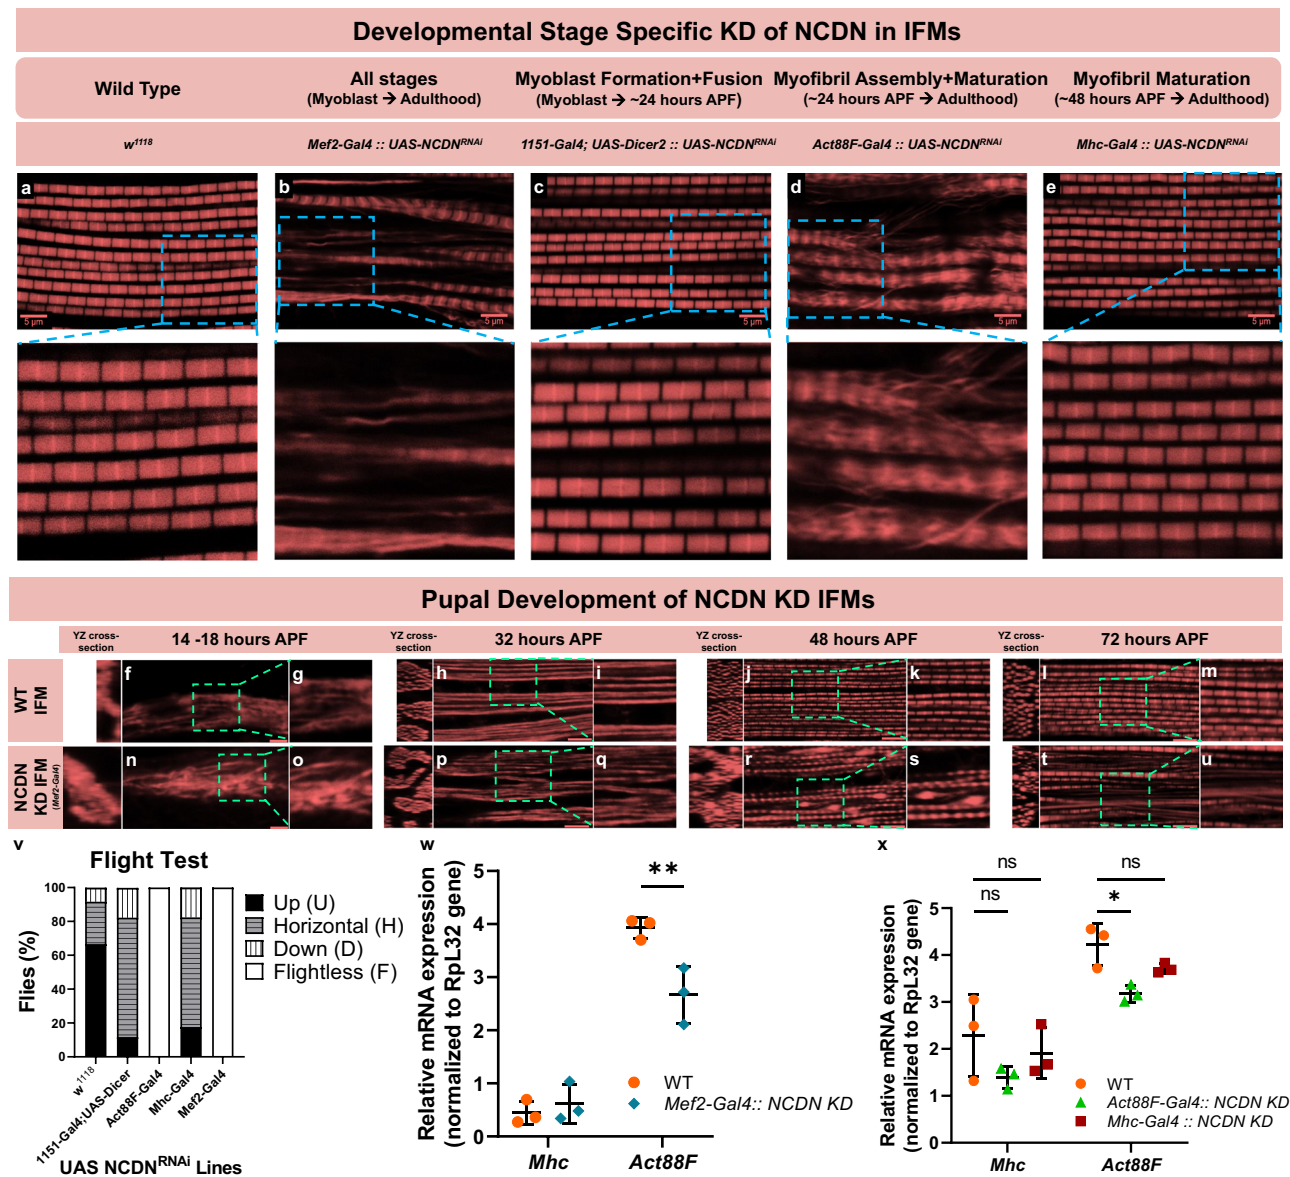 Developmental Stage Specific KD of NCDN in IFMs
Wild Type
All stages
(Myoblast → Adulthood)
Myoblast Formation+Fusion
(Myoblast → ~24 hours APF)
Myofibril Assembly+Maturation
(~24 hours APF → Adulthood)
Myofibril Maturation
(~48 hours APF → Adulthood)
w1118
Mef2-Gal4 :: UAS-NCDNRNAi
1151-Gal4; UAS-Dicer2 :: UAS-NCDNRNAi
Act88F-Gal4 :: UAS-NCDNRNAi
Mhc-Gal4 :: UAS-NCDNRNAi
a
b
c
d
e
5 µm
5 µm
5 µm
5 µm
5 µm
Pupal Development of NCDN KD IFMs
YZ cross-
section
14 -18 hours APF
YZ cross-
section
32 hours APF
YZ cross-
section
48 hours APF
YZ cross-
section
72 hours APF
WT
IFM
f
g
h
i
j
k
l
m
NCDN
KD IFM
(Mef2-Gal4)
n
o
p
q
r
s
t
u
v
Flight Test
Flies (%)
100
80
60
40
20
0
w 1118
1151-Gal4;UAS-Dicer
Act88F-Gal4
Mhc-Gal4
Mef2-Gal4
UAS NCDNRNAi Lines
Up (U)
Horizontal (H)
Down (D)
Flightless (F)
w
Relative mRNA expression
(normalized to RpL32 gene)
5
4
3
2
1
0
**
WT
Mef2-Gal4:: NCDN KD
Mhc
Act88F
x
Relative mRNA expression
(normalized to RpL32 gene)
5
4
3
2
1
0
ns
ns
ns
*
WT
Act88F-Gal4:: NCDN KD
Mhc-Gal4 :: NCDN KD
Mhc
Act88F